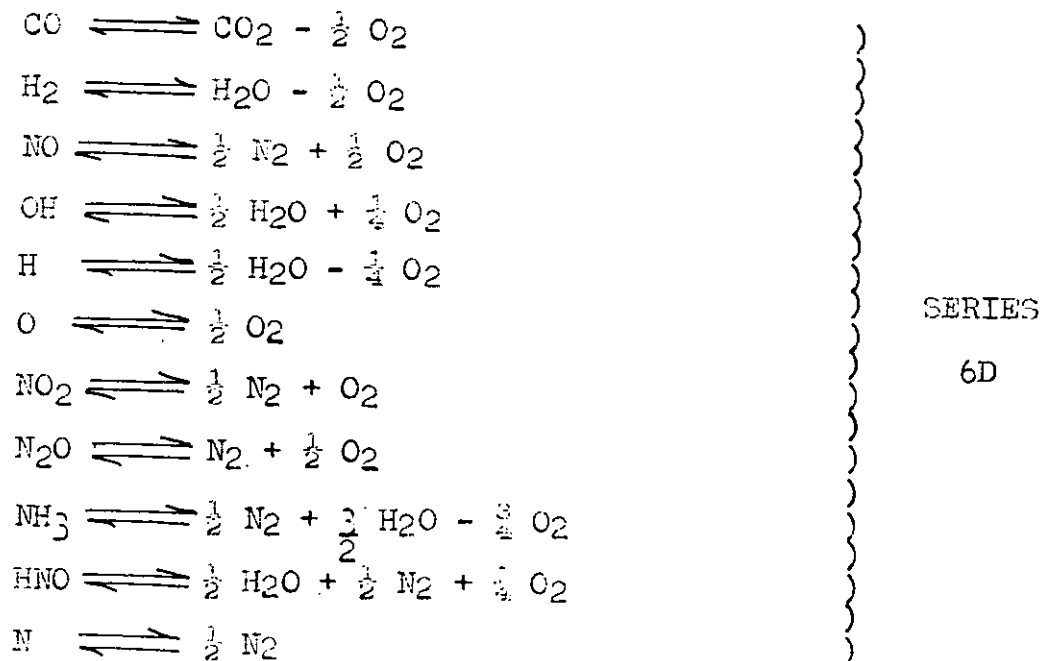 CO ⇌ CO2 - ½ O2
H2 ⇌ H2O - ½ O2
NO ⇌ ½ N2 + ½ O2
OH ⇌ ½ H2O + ¼ O2
H ⇌ ½ H2O - ¼ O2
O ⇌ ½ O2
NO2 ⇌ ½ N2 + O2
N2O ⇌ N2 + ½ O2
NH3 ⇌ ½ N2 + 3/2 H2O - ¾ O2
HNO ⇌ ½ H2O + ½ N2 + ¼ O2
N ⇌ ½ N2
SERIES
6D